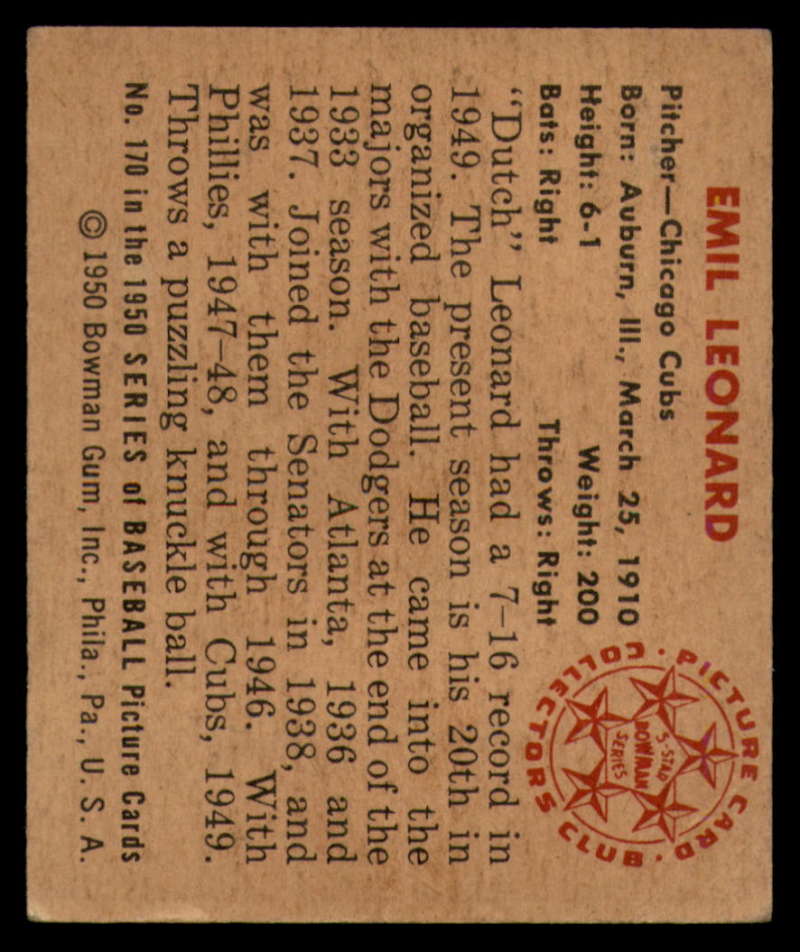 EMIL LEONARD
Pitcher—Chicago Cubs
Born: Auburn, Ill., March 25, 1910
Height: 6-1 Weight: 200
Bats: Right Throws: Right
"Dutch" Leonard had a 7-16 record in
1949. The present season is his 20th in
organized baseball. He came into the
majors with the Dodgers at the end of the
1933 season. With Atlanta, 1936 and
1937. Joined the Senators in 1938, and
was with them through 1946. With
Phillies, 1947-48, and with Cubs, 1949.
Throws a puzzling knuckle ball.
No. 170 in the 1950 SERIES of BASEBALL Picture Cards
© 1950 Bowman Gum, Inc., Phila., Pa., U. S. A.
PICTURE CARD · COLLECTORS CLUB ·
5-STAR
BOWMAN
SERIES